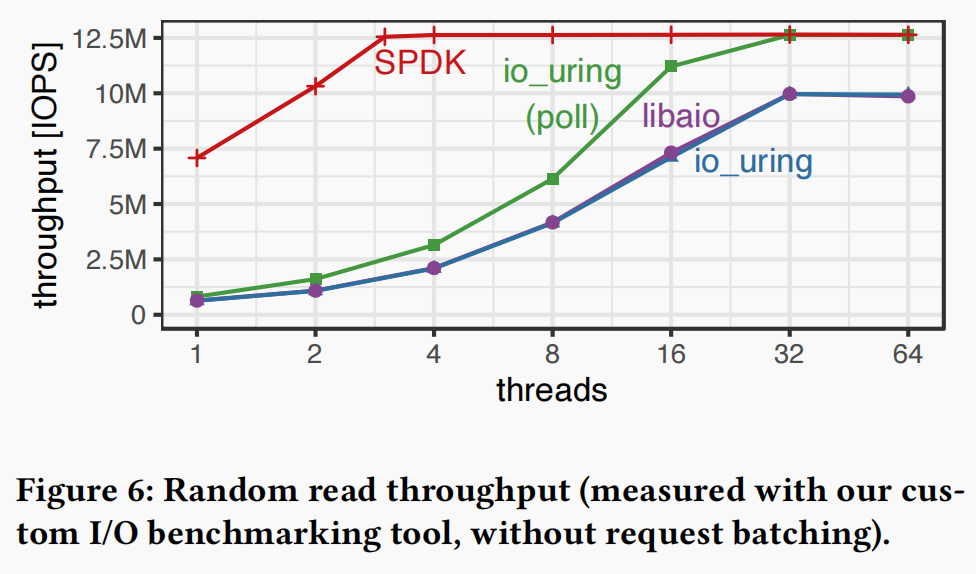 throughput [IOPS]
12.5M
10M
7.5M
5M
2.5M
0
SPDK
io_uring
(poll)
libaio
io_uring
1 2 4 8 16 32 64
threads
Figure 6: Random read throughput (measured with our cus-
tom I/O benchmarking tool, without request batching).